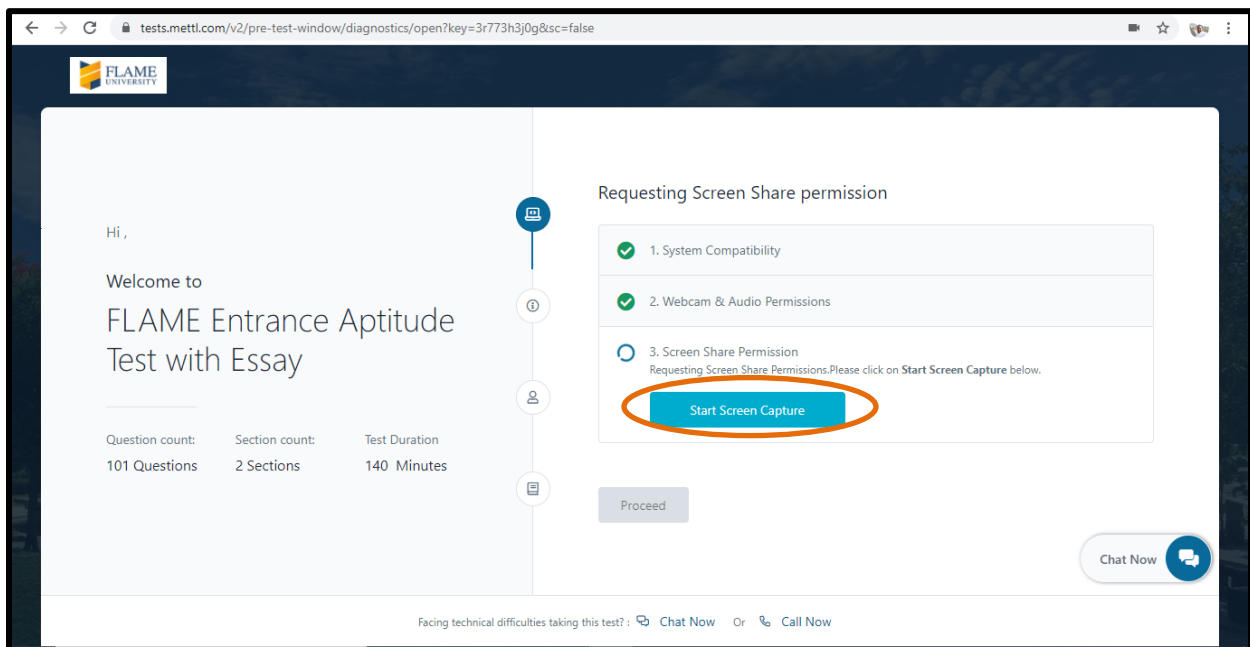 tests.mettl.com/v2/pre-test-window/diagnostics/open?key=3r773h3j0g&sc=false
FLAME
UNIVERSITY
Hi ,
Welcome to
FLAME Entrance Aptitude
Test with Essay
Question count: Section count: Test Duration
101 Questions 2 Sections 140 Minutes
Requesting Screen Share permission
1. System Compatibility
2. Webcam & Audio Permissions
3. Screen Share Permission
Requesting Screen Share Permissions.Please click on Start Screen Capture below.
Start Screen Capture
Proceed
Chat Now
Facing technical difficulties taking this test? : Chat Now Or Call Now